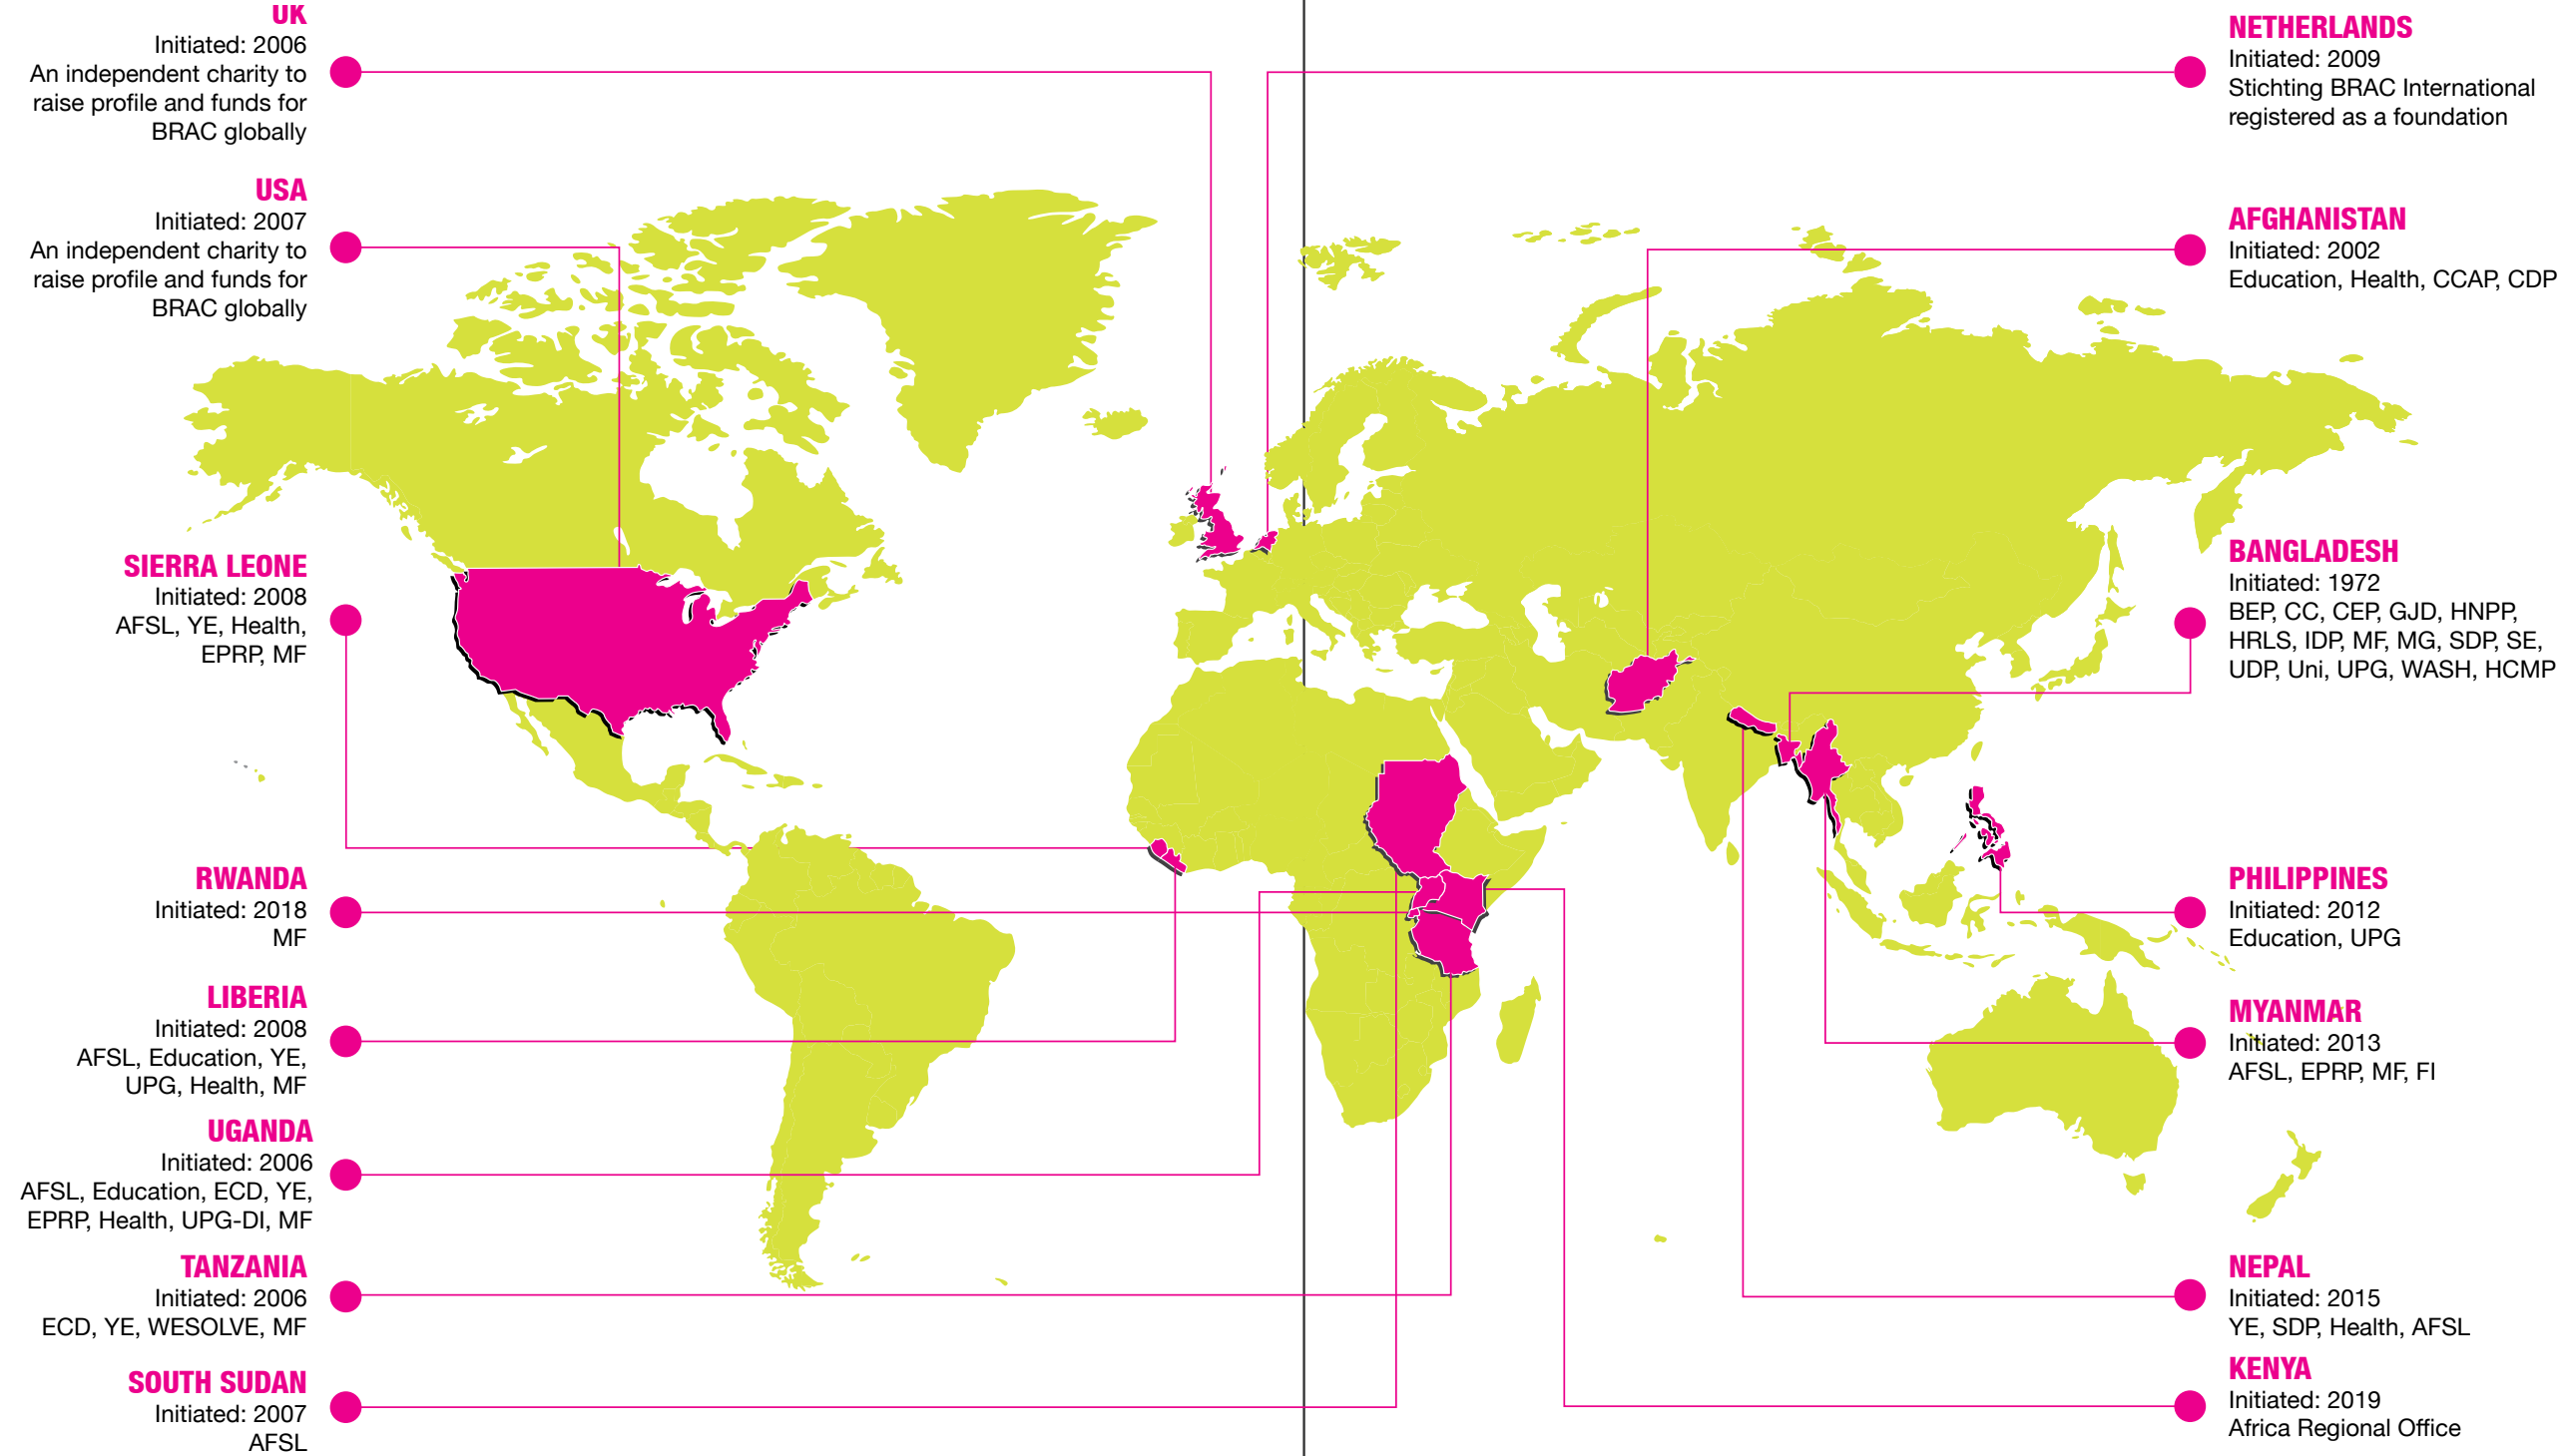 UK
Initiated: 2006
An independent charity to
raise profile and funds for
BRAC globally
USA
Initiated: 2007
An independent charity to
raise profile and funds for
BRAC globally
SIERRA LEONE
Initiated: 2008
AFSL, YE, Health,
EPRP, MF
RWANDA
Initiated: 2018
MF
LIBERIA
Initiated: 2008
AFSL, Education, YE,
UPG, Health, MF
UGANDA
Initiated: 2006
AFSL, Education, ECD, YE,
EPRP, Health, UPG-DI, MF
TANZANIA
Initiated: 2006
ECD, YE, WESOLVE, MF
SOUTH SUDAN
Initiated: 2007
AFSL
NETHERLANDS
Initiated: 2009
Stichting BRAC International
registered as a foundation
AFGHANISTAN
Initiated: 2002
Education, Health, CCAP, CDP
BANGLADESH
Initiated: 1972
BEP, CC, CEP, GJD, HNPP,
HRLS, IDP, MF, MG, SDP, SE,
UDP, Uni, UPG, WASH, HCMP
PHILIPPINES
Initiated: 2012
Education, UPG
MYANMAR
Initiated: 2013
AFSL, EPRP, MF, FI
NEPAL
Initiated: 2015
YE, SDP, Health, AFSL
KENYA
Initiated: 2019
Africa Regional Office